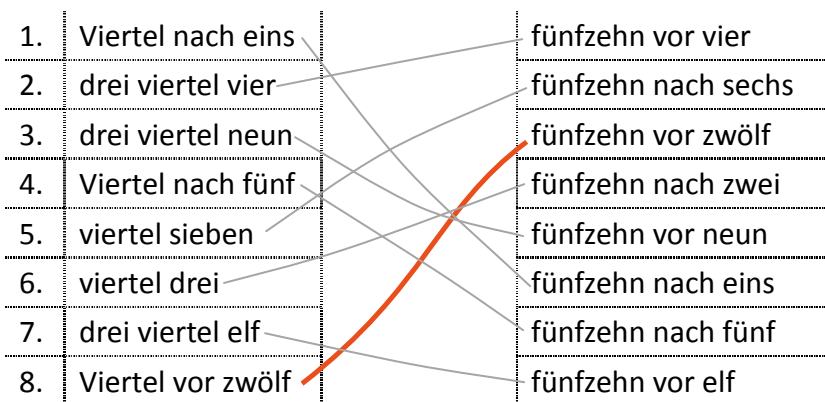 1. Viertel nach eins fünfzehn vor vier
2. drei viertel vier fünfzehn nach sechs
3. drei viertel neun fünfzehn vor zwölf
4. Viertel nach fünf fünfzehn nach zwei
5. viertel sieben fünfzehn vor neun
6. viertel drei fünfzehn nach eins
7. drei viertel elf fünfzehn nach fünf
8. Viertel vor zwölf fünfzehn vor elf